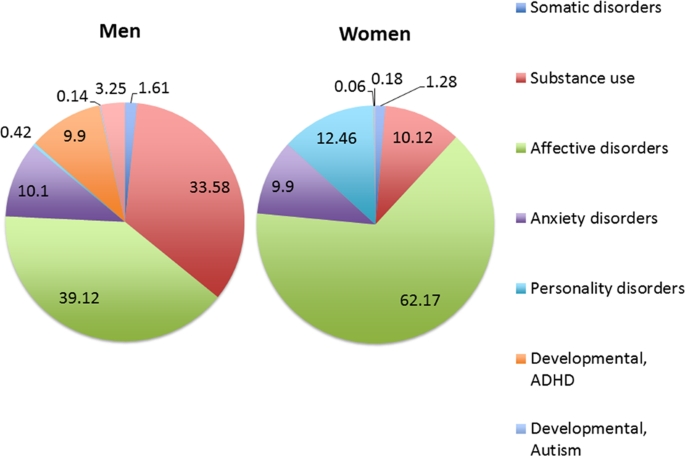 Men
Women
0.14
3.25
1.61
0.42
9.9
10.1
33.58
39.12
0.06
0.18
1.28
12.46
10.12
9.9
62.17
Somatic disorders
Substance use
Affective disorders
Anxiety disorders
Personality disorders
Developmental,
ADHD
Developmental,
Autism